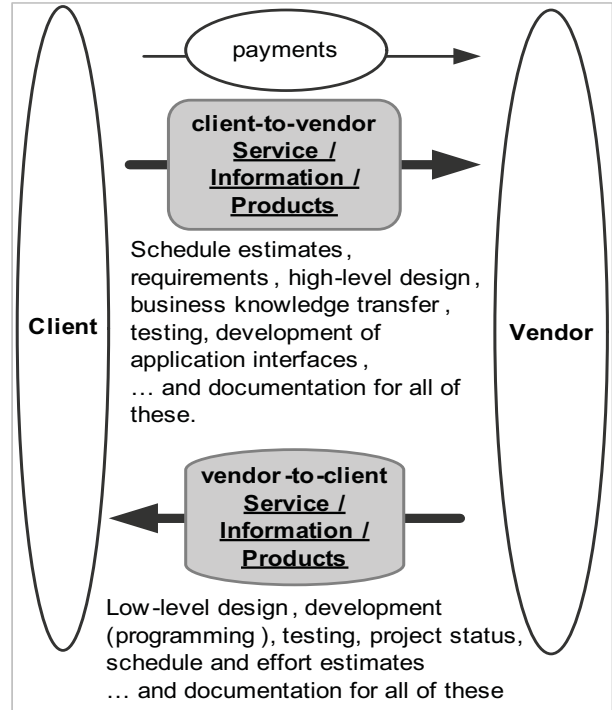 payments
client-to-vendor
Service /
Information /
Products
Schedule estimates,
requirements, high-level design,
business knowledge transfer,
testing, development of
application interfaces,
… and documentation for all of
these.
Client
Vendor
vendor-to-client
Service /
Information /
Products
Low-level design, development
(programming), testing, project status,
schedule and effort estimates
… and documentation for all of these